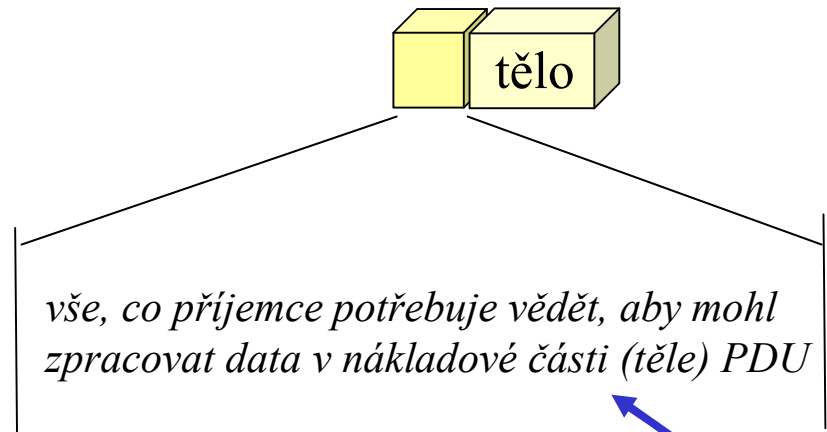 tělo
vše, co příjemce potřebuje vědět, aby mohl
zpracovat data v nákladové části (těle) PDU